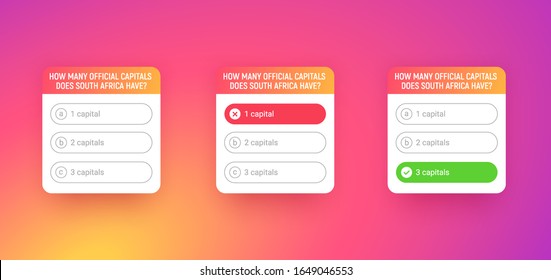 HOW MANY OFFICIAL CAPITALS
DOES SOUTH AFRICA HAVE?
a 1 capital
b 2 capitals
c 3 capitals
HOW MANY OFFICIAL CAPITALS
DOES SOUTH AFRICA HAVE?
1 capital
b 2 capitals
c 3 capitals
HOW MANY OFFICIAL CAPITALS
DOES SOUTH AFRICA HAVE?
a 1 capital
b 2 capitals
3 capitals
shutterstock.com · 1649046553